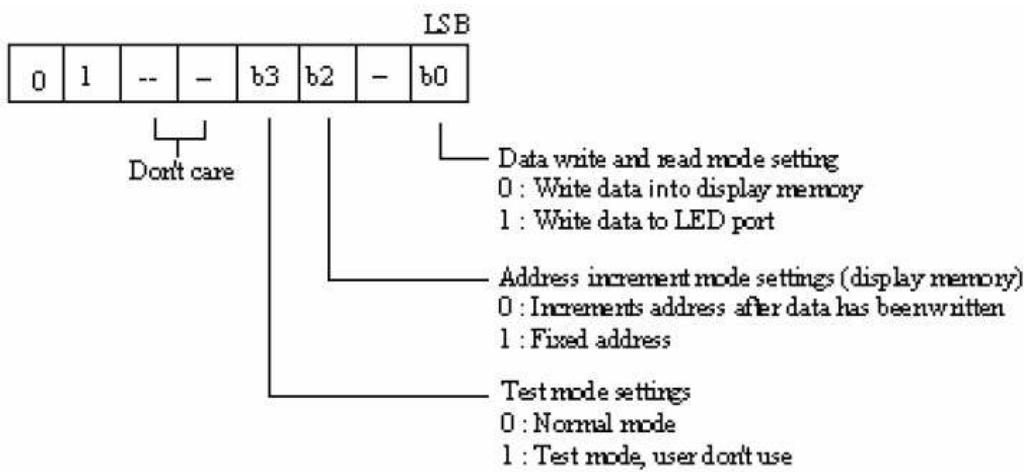 LSB
0 1 -- - b3 b2 - b0
Don't care
Data write and read mode setting
0 : Write data into display memory
1 : Write data to LED port
Address increment mode settings (display memory)
0 : Increments address after data has beenwritten
1 : Fixed address
Test mode settings
0 : Normal mode
1 : Test mode, user don't use